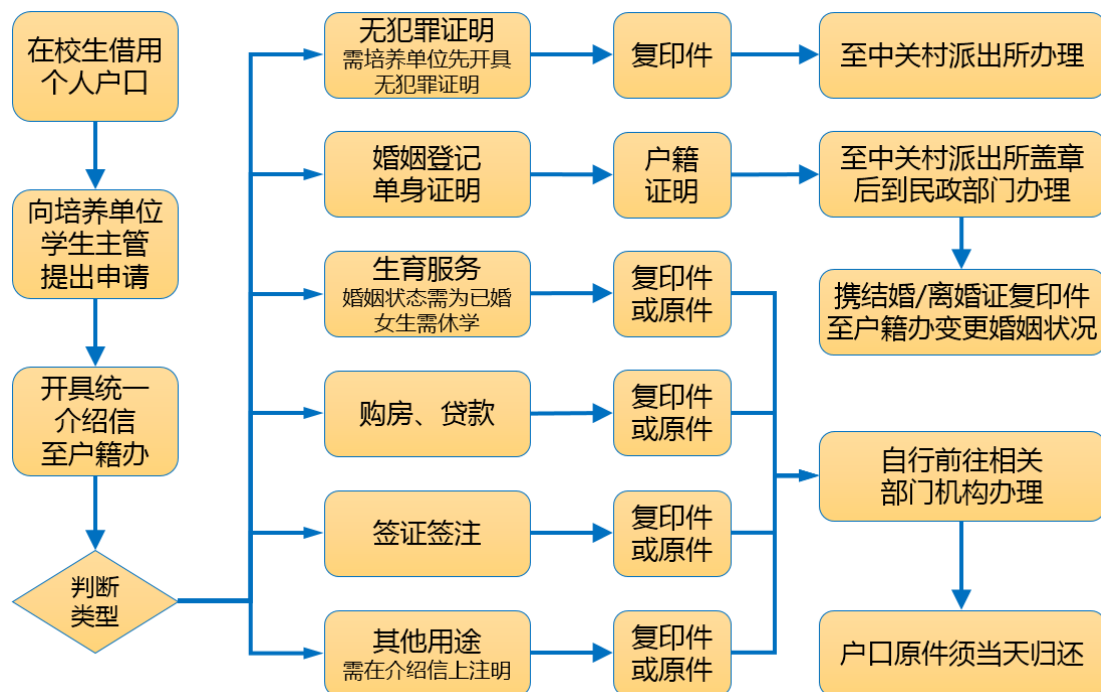 在校生借用
个人户口
向培养单位
学生主管
提出申请
开具统一
介绍信
至户籍办
判断
类型
无犯罪证明
需培养单位先开具
无犯罪证明
复印件
至中关村派出所办理
婚姻登记
单身证明
户籍
证明
至中关村派出所盖章
后到民政部门办理
携结婚/离婚证复印件
至户籍办变更婚姻状况
生育服务
婚姻状态需为已婚
女生需休学
复印件
或原件
购房、贷款
复印件
或原件
签证签注
复印件
或原件
其他用途
需在介绍信上注明
复印件
或原件
自行前往相关
部门机构办理
户口原件须当天归还